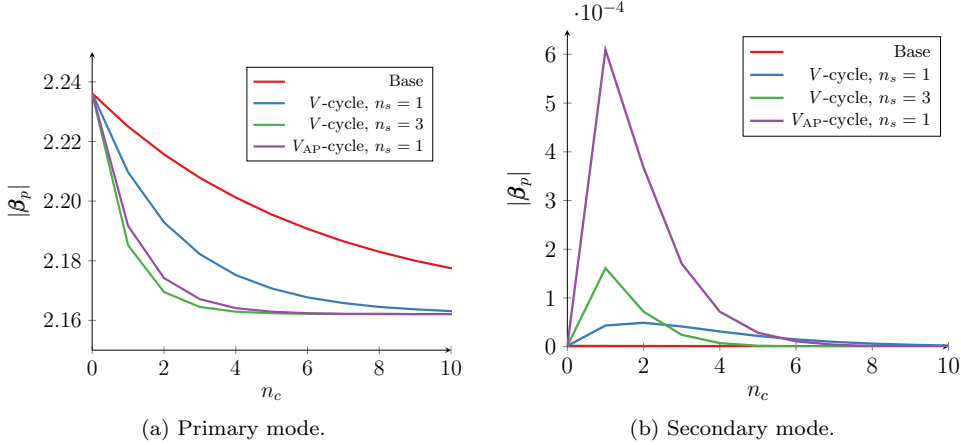 2.24
2.22
2.20
2.18
2.16
|β_p|
0 2 4 6 8 10
n_c
Base
V-cycle, n_s = 1
V-cycle, n_s = 3
V_AP-cycle, n_s = 1
(a) Primary mode.
·10⁻⁴
6
5
4
3
2
1
0
|β_p|
0 2 4 6 8 10
n_c
Base
V-cycle, n_s = 1
V-cycle, n_s = 3
V_AP-cycle, n_s = 1
(b) Secondary mode.